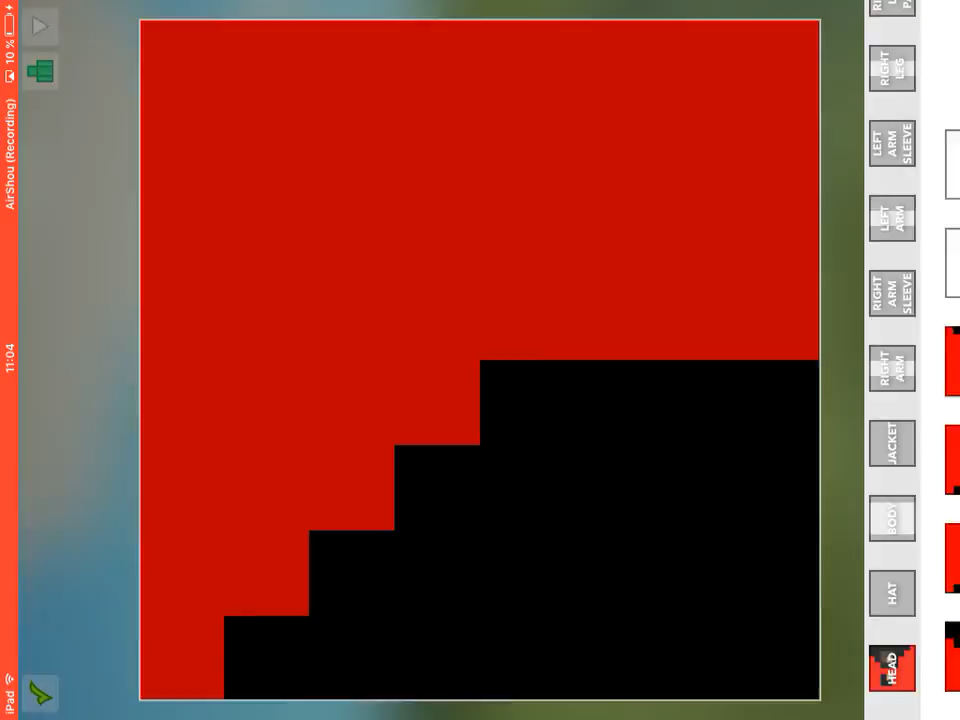 iPad
11:04
AirShou (Recording)
10 %
HEAD
HAT
BODY
JACKET
RIGHT
ARM
RIGHT
ARM
SLEEVE
LEFT
ARM
LEFT
ARM
SLEEVE
RIGHT
LEG